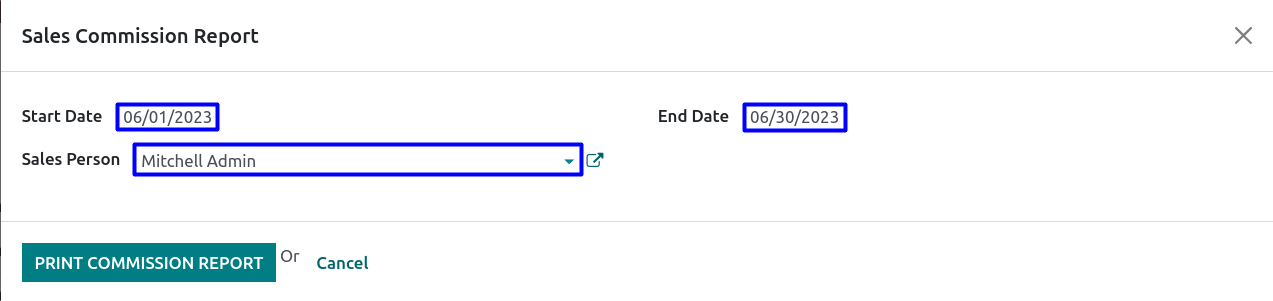 Sales Commission Report
Start Date 06/01/2023 End Date 06/30/2023
Sales Person Mitchell Admin
PRINT COMMISSION REPORT Or Cancel